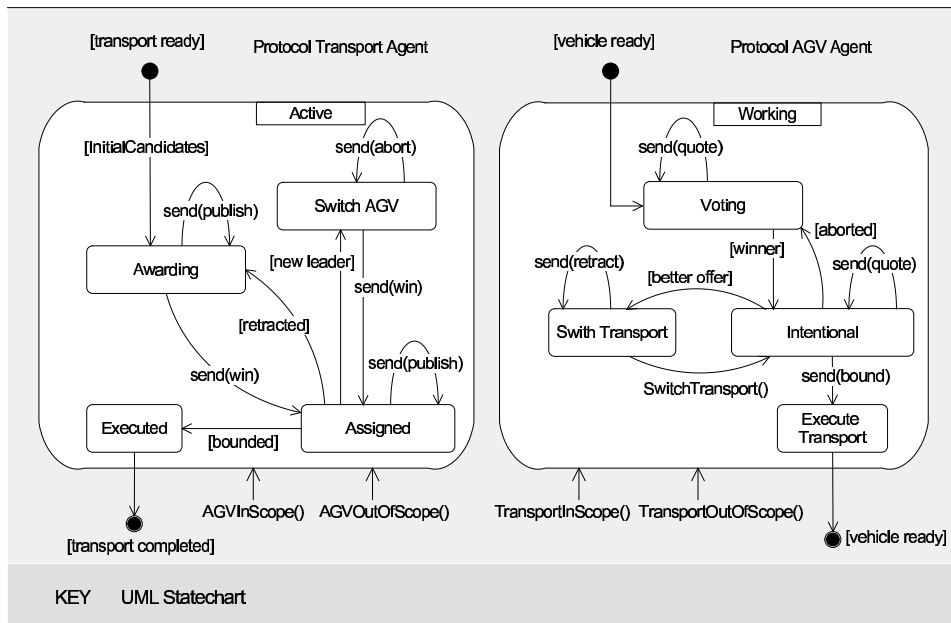 [transport ready]
Protocol Transport Agent
Active
[InitialCandidates]
send(abort)
Switch AGV
send(publish)
Awarding
[new leader]
send(win)
[retracted]
send(publish)
send(win)
Executed
[bounded]
Assigned
AGVInScope()
AGVOutOfScope()
[transport completed]
[vehicle ready]
Protocol AGV Agent
Working
send(quote)
Voting
[winner]
[aborted]
send(retract)
[better offer]
send(quote)
Swith Transport
Intentional
SwitchTransport()
send(bound)
Execute
Transport
TransportInScope()
TransportOutOfScope()
[vehicle ready]
KEY UML Statechart